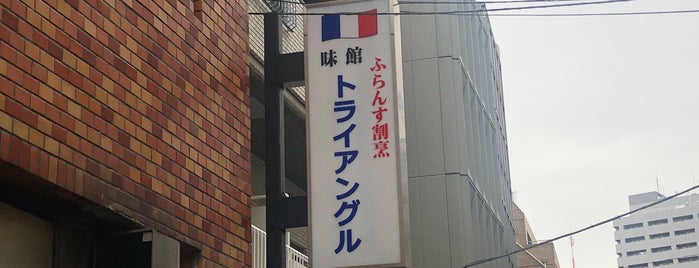 味館
ふらんす割烹
トライアングル